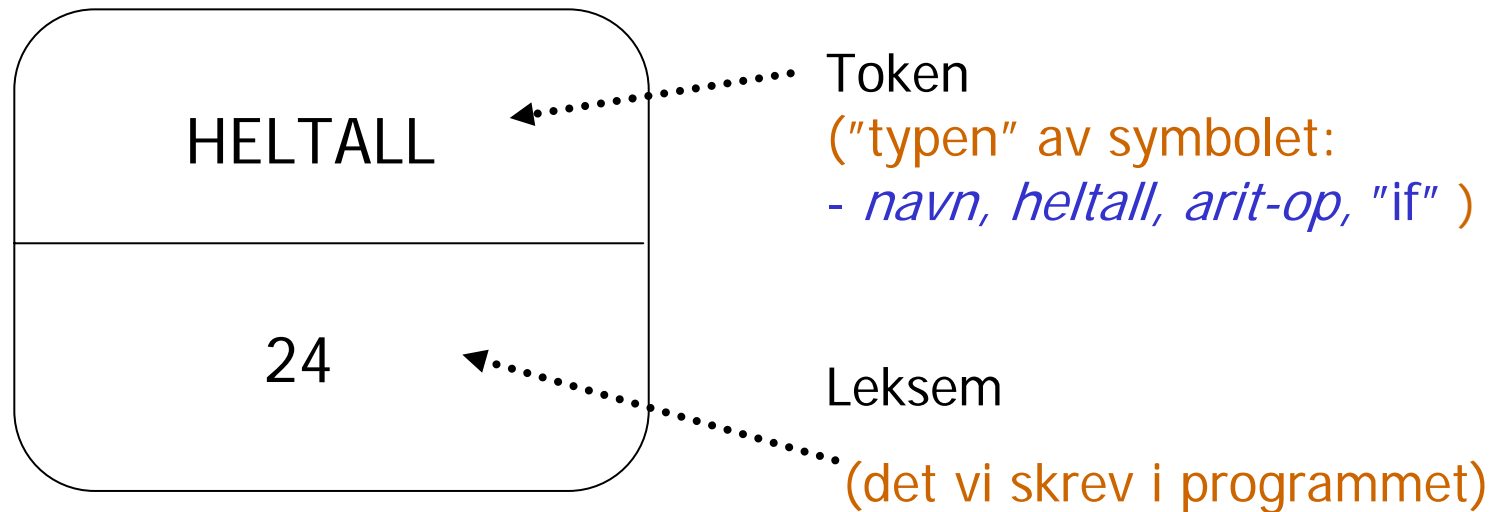 HELTALL
24
Token
("typen" av symbolet:
- navn, heltall, arit-op, "if" )
Leksem
(det vi skrev i programmet)